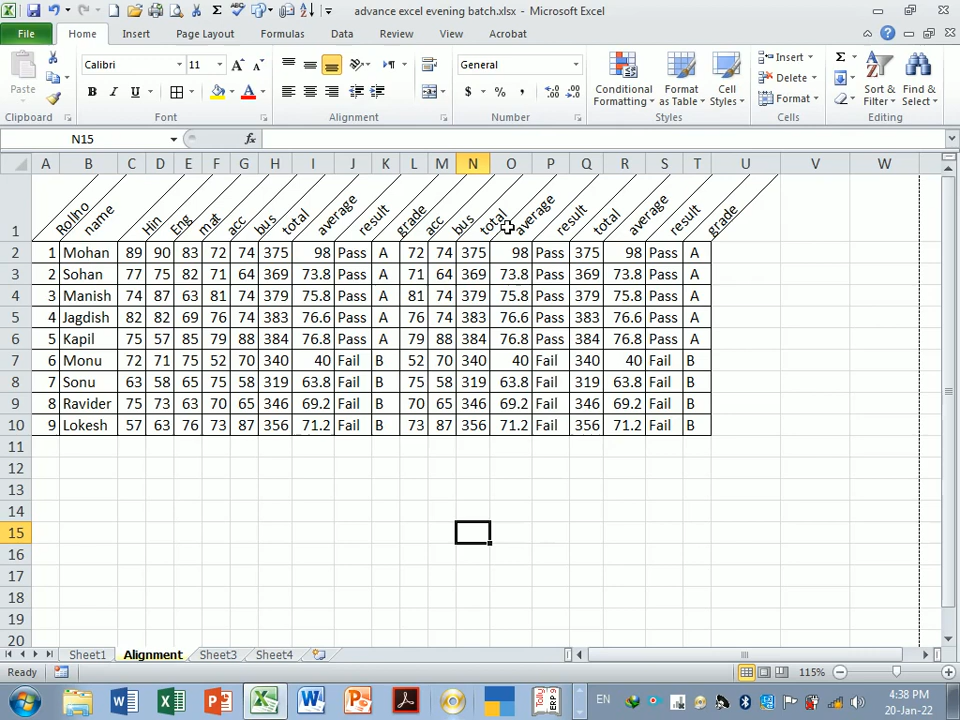 advance excel evening batch.xlsx - Microsoft Excel
File Home Insert Page Layout Formulas Data Review View Acrobat
Calibri 11 General
Paste Conditional Formatting Format as Table Cell Styles Insert Delete Format Sort & Filter Find & Select
Clipboard Font Alignment Number Styles Cells Editing
N15 fx
A B C D E F G H I J K L M N O P Q R S T U V W
1 Rollno name Hin Eng mat acc bus total average result grade acc bus total average result total average result grade
2 1 Mohan 89 90 83 72 74 375 98 Pass A 72 74 375 98 Pass 375 98 Pass A
3 2 Sohan 77 75 82 71 64 369 73.8 Pass A 71 64 369 73.8 Pass 369 73.8 Pass A
4 3 Manish 74 87 63 81 74 379 75.8 Pass A 81 74 379 75.8 Pass 379 75.8 Pass A
5 4 Jagdish 82 82 69 76 74 383 76.6 Pass A 76 74 383 76.6 Pass 383 76.6 Pass A
6 5 Kapil 75 57 85 79 88 384 76.8 Pass A 79 88 384 76.8 Pass 384 76.8 Pass A
7 6 Monu 72 71 75 52 70 340 40 Fail B 52 70 340 40 Fail 340 40 Fail B
8 7 Sonu 63 58 65 75 58 319 63.8 Fail B 75 58 319 63.8 Fail 319 63.8 Fail B
9 8 Ravider 75 73 63 70 65 346 69.2 Fail B 70 65 346 69.2 Fail 346 69.2 Fail B
10 9 Lokesh 57 63 76 73 87 356 71.2 Fail B 73 87 356 71.2 Fail 356 71.2 Fail B
11
12
13
14
15
16
17
18
19
20
Sheet1 Alignment Sheet3 Sheet4
Ready 115%
EN 4:38 PM
20-Jan-22